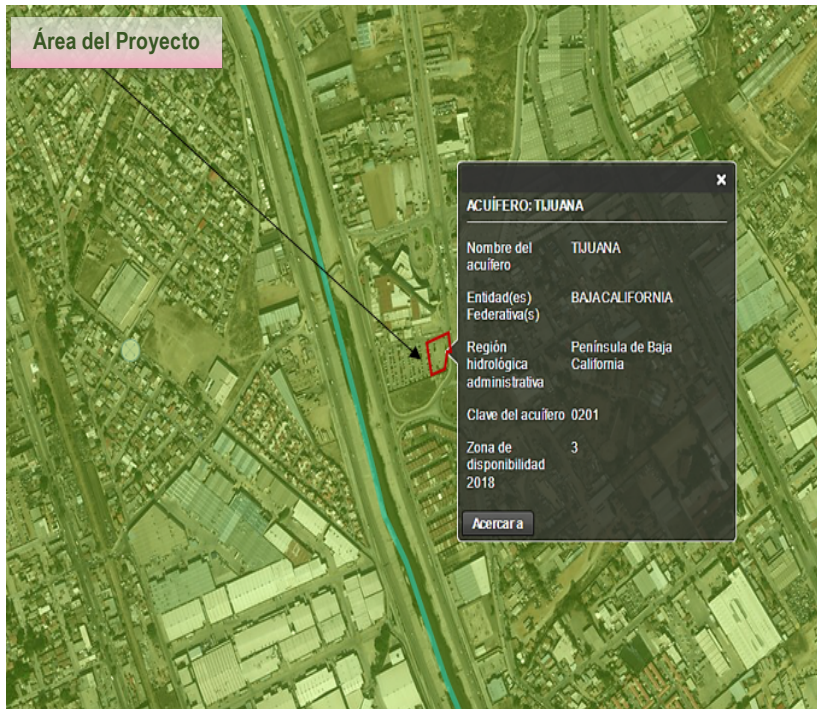 Área del Proyecto
x
ACUÍFERO: TIJUANA
Nombre del TIJUANA
acuífero
Entidad(es) BAJA CALIFORNIA
Federativa(s)
Región Península de Baja
hidrológica California
administrativa
Clave del acuífero 0201
Zona de 3
disponibilidad
2018
Acercar a